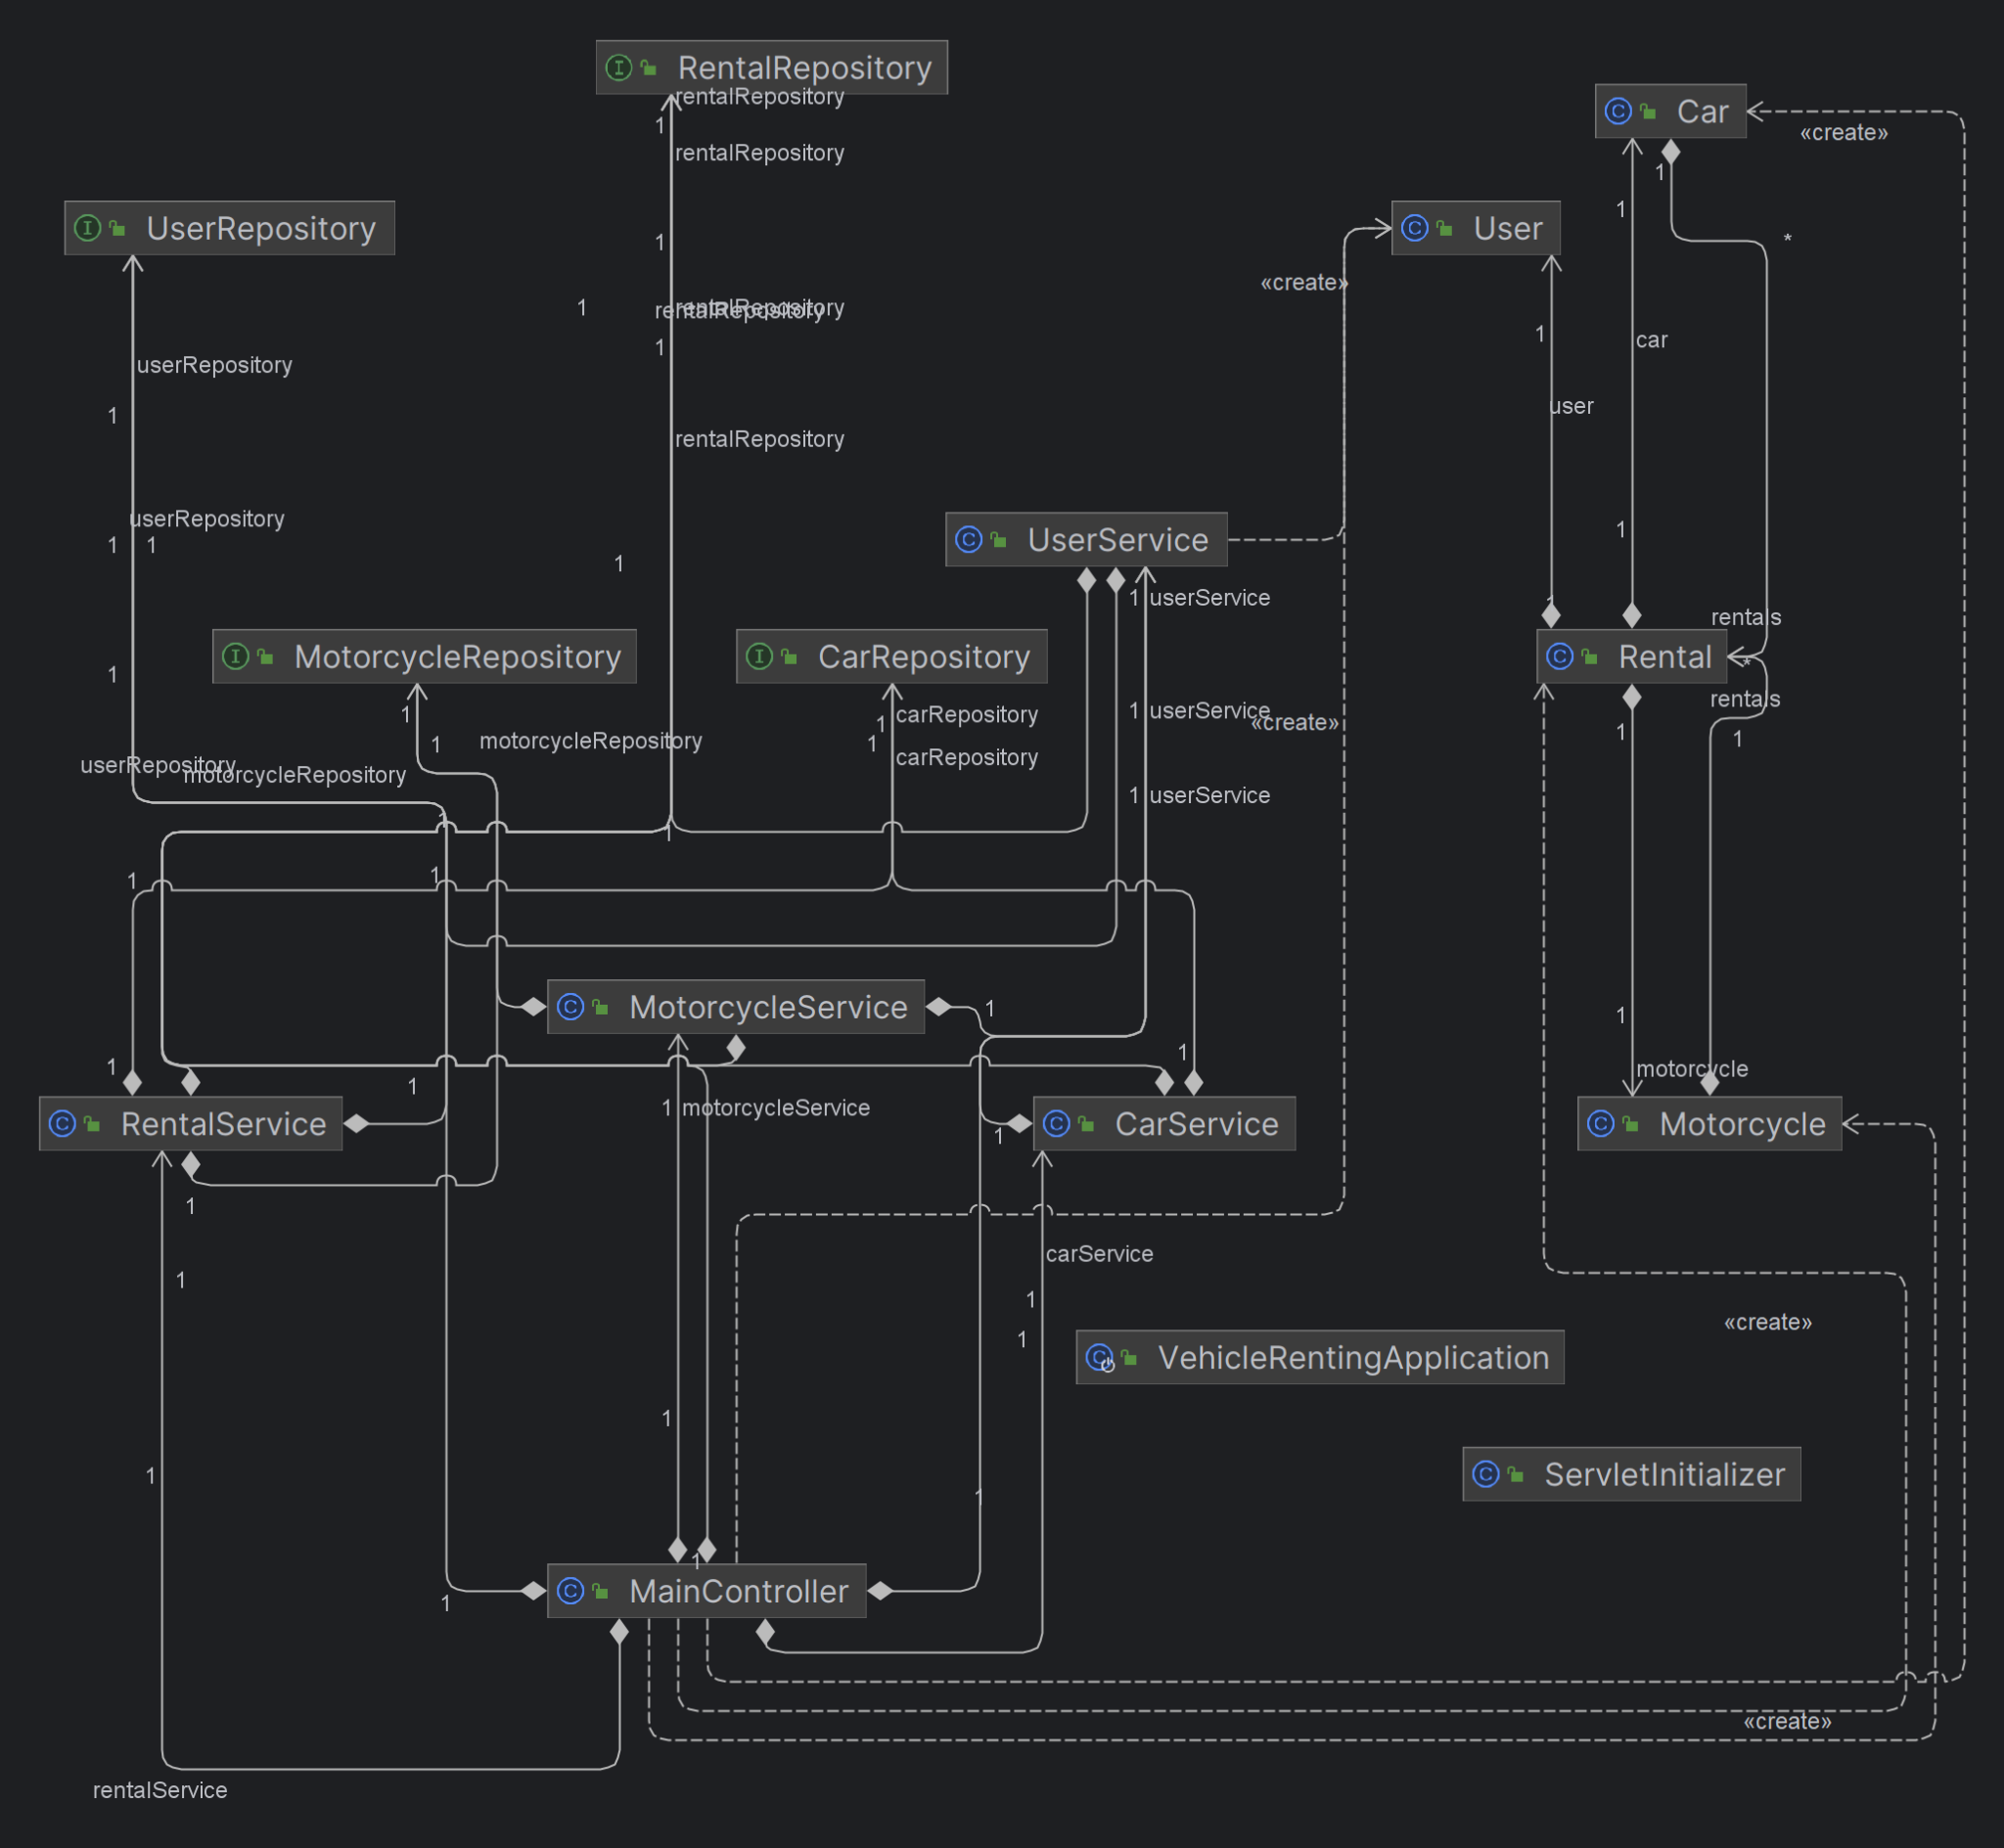 RentalRepository
rentalRepository
1
rentalRepository
Car
«create»
1
1
UserRepository
User
1
*
«create»
1
rentalRepository
rentalRepository
1
1
car
userRepository
user
1
rentalRepository
userRepository
1
1
1
UserService
1
1
userService
1
rentals
MotorcycleRepository
CarRepository
Rental
*
1
1
motorcycleRepository
1
carRepository
1
carRepository
1
userService
«create»
rentals
1
1
userRepository
motorcycleRepository
1
userService
1
1
1
1
MotorcycleService
1
1
1
1
1
motorcycleService
motorcycle
RentalService
CarService
1
Motorcycle
1
1
carService
1
1
«create»
VehicleRentingApplication
1
1
1
ServletInitializer
1
MainController
1
«create»
rentalService